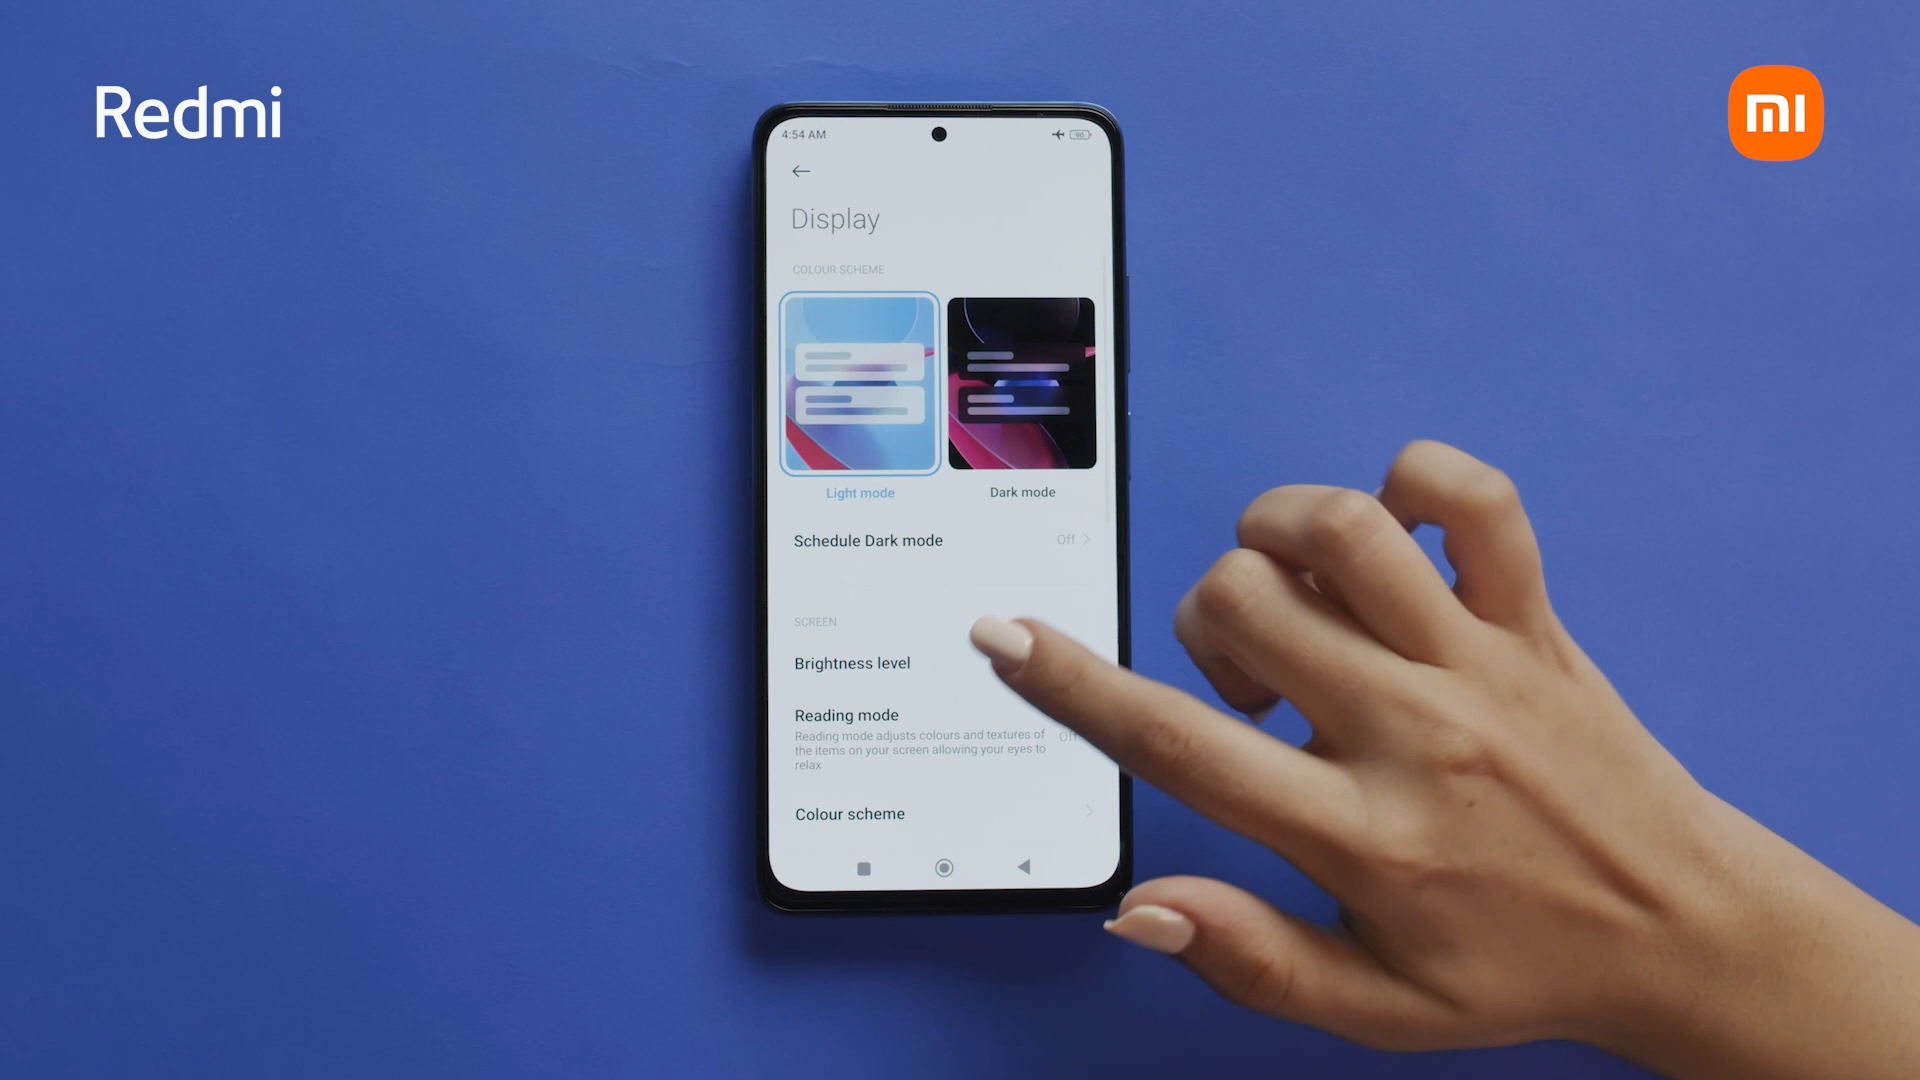 Redmi
mi
4:54 AM
90
Display
COLOUR SCHEME
Light mode
Dark mode
Schedule Dark mode
Off
SCREEN
Brightness level
Reading mode
Reading mode adjusts colours and textures of
the items on your screen allowing your eyes to
relax
Off
Colour scheme